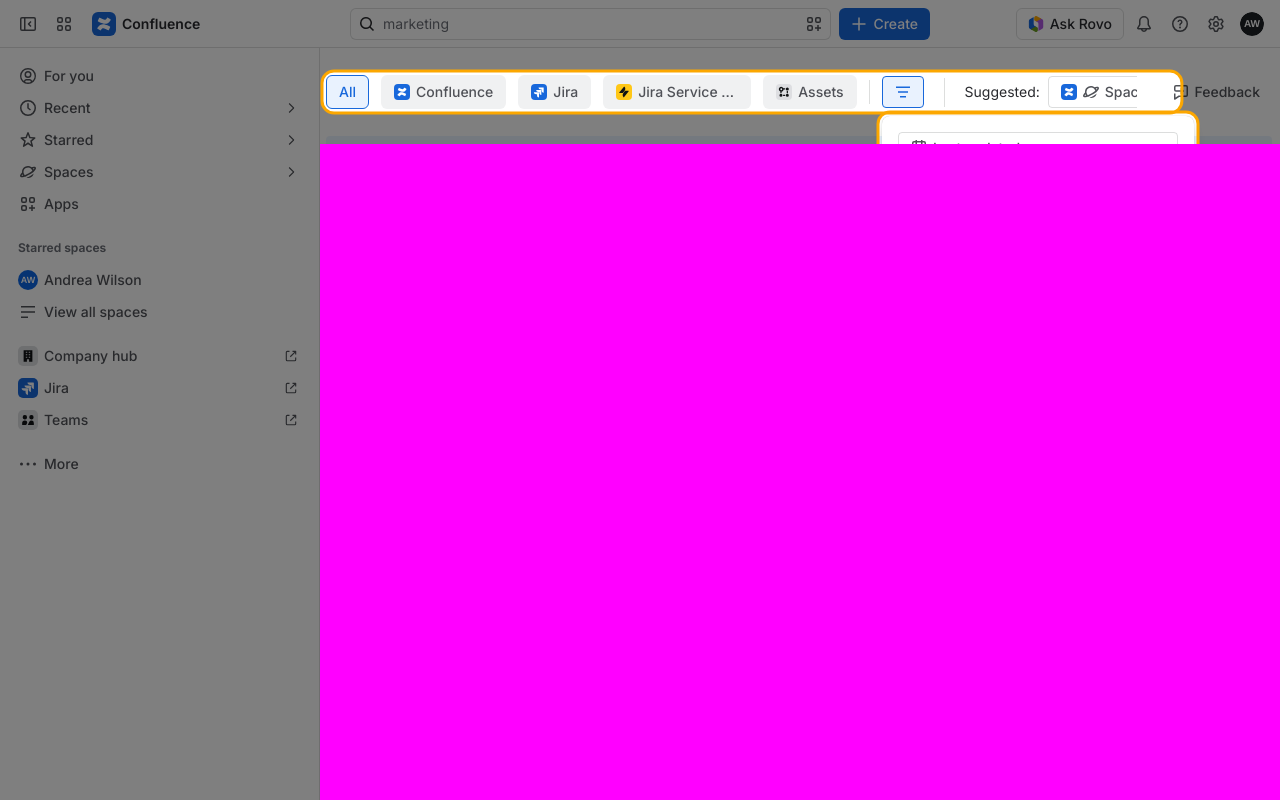 Confluence
marketing
Create
Ask Rovo
AW
For you
Recent
Starred
Spaces
Apps
Starred spaces
AW Andrea Wilson
View all spaces
Company hub
Jira
Teams
More
All
Confluence
Jira
Jira Service ...
Assets
Suggested:
Spac
Feedback